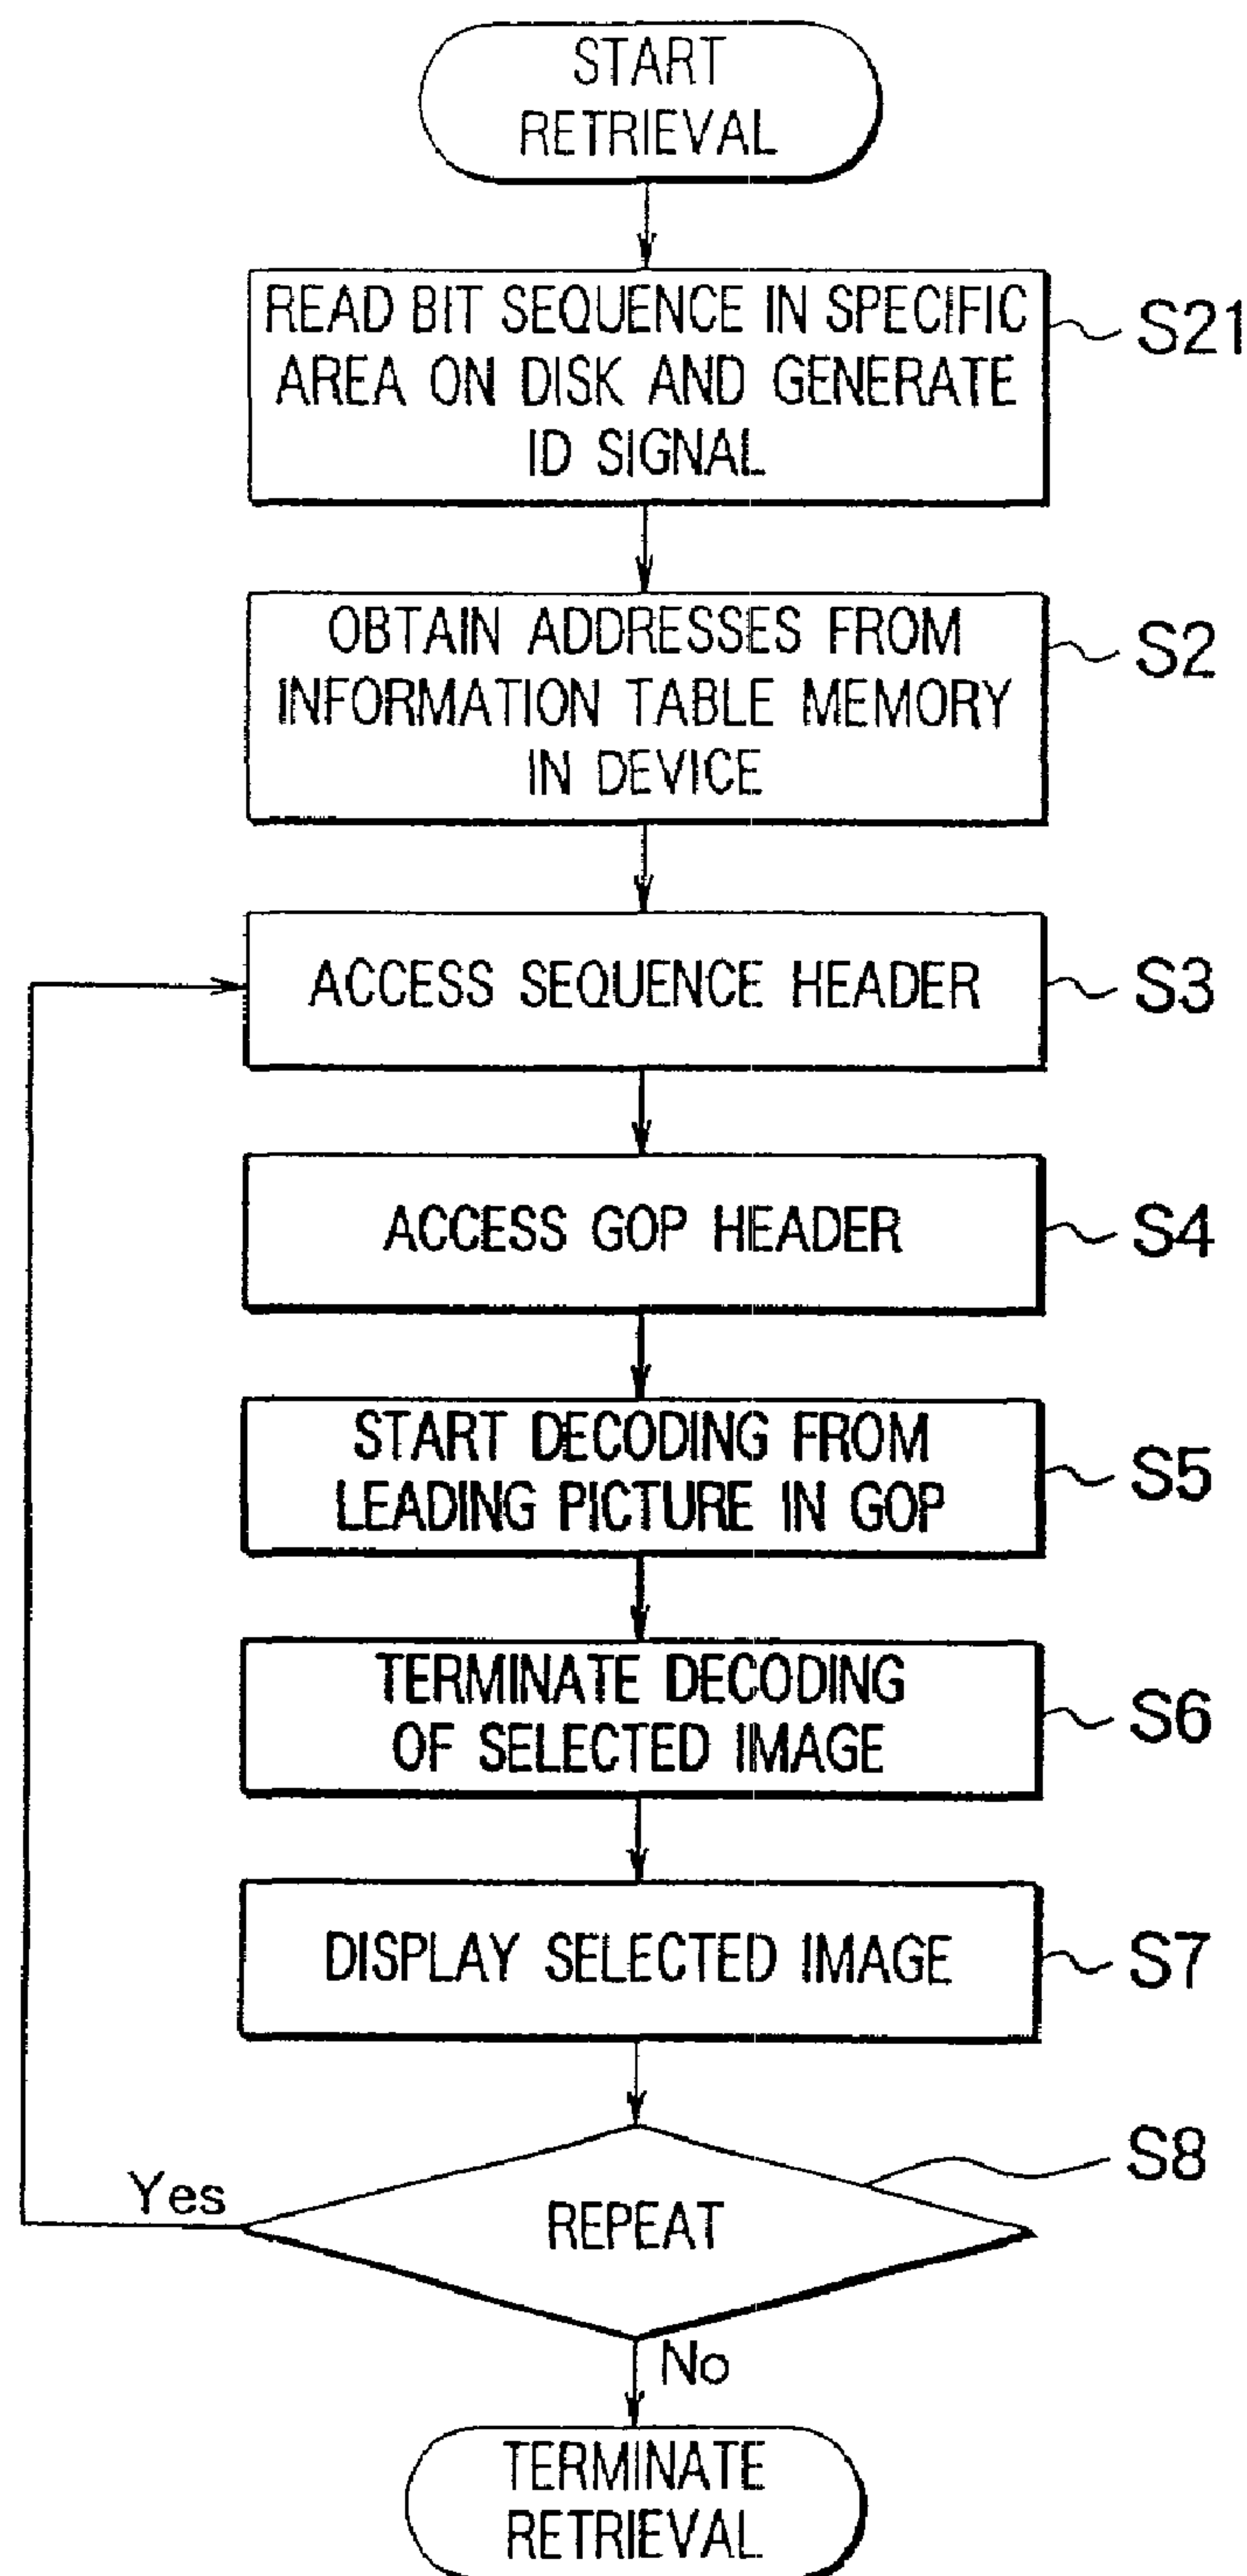 START
RETRIEVAL
READ BIT SEQUENCE IN SPECIFIC
AREA ON DISK AND GENERATE
ID SIGNAL
S21
OBTAIN ADDRESSES FROM
INFORMATION TABLE MEMORY
IN DEVICE
S2
ACCESS SEQUENCE HEADER
S3
ACCESS GOP HEADER
S4
START DECODING FROM
LEADING PICTURE IN GOP
S5
TERMINATE DECODING
OF SELECTED IMAGE
S6
DISPLAY SELECTED IMAGE
S7
S8
Yes
REPEAT
No
TERMINATE
RETRIEVAL